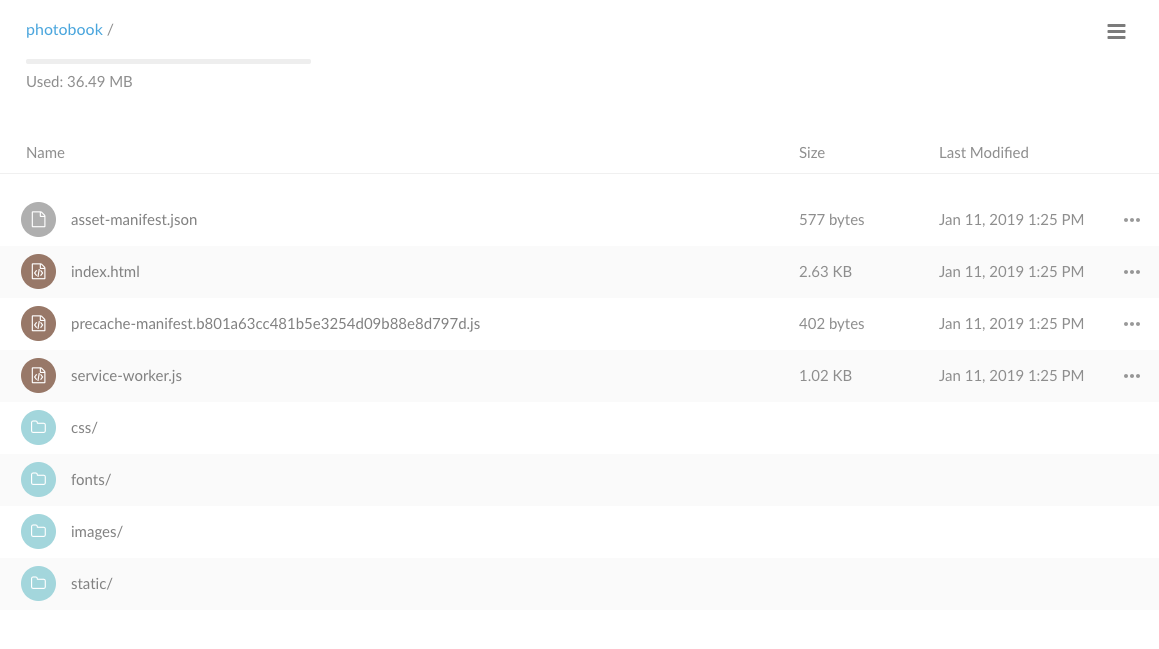 photobook /
Used: 36.49 MB
Name Size Last Modified
asset-manifest.json 577 bytes Jan 11, 2019 1:25 PM
index.html 2.63 KB Jan 11, 2019 1:25 PM
precache-manifest.b801a63cc481b5e3254d09b88e8d797d.js 402 bytes Jan 11, 2019 1:25 PM
service-worker.js 1.02 KB Jan 11, 2019 1:25 PM
css/
fonts/
images/
static/